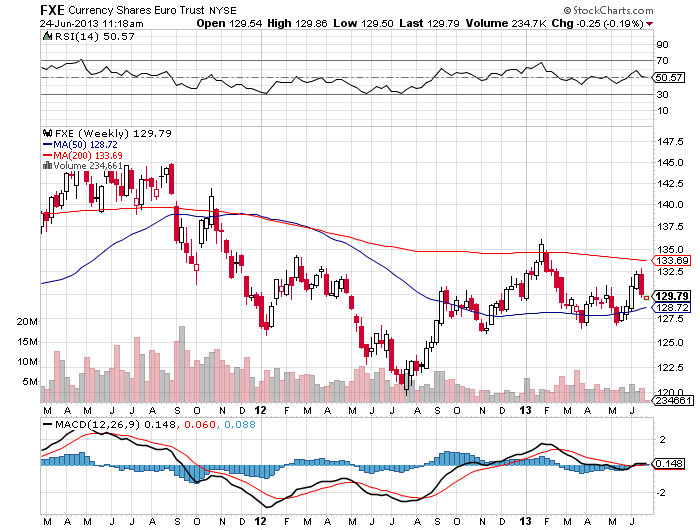 FXE Currency Shares Euro Trust NYSE © StockCharts.com
24-Jun-2013 11:18am Open 129.54 High 129.86 Low 129.50 Last 129.79 Volume 234.7K Chg -0.25 (-0.19%)
RSI(14) 50.57
90
70
50.57
30
10
FXE (Weekly) 129.79
MA(50) 128.72
MA(200) 133.69
Volume 234,661
147.5
145.0
142.5
140.0
137.5
135.0
133.69
132.5
129.79
128.72
127.5
125.0
122.5
120.0
234661
20M
15M
10M
5M
M A M J J A S O N D 12 F M A M J J A S O N D 13 F M A M J
MACD(12,26,9) 0.148, 0.060, 0.088
2
0.148
-2
M A M J J A S O N D 12 F M A M J J A S O N D 13 F M A M J